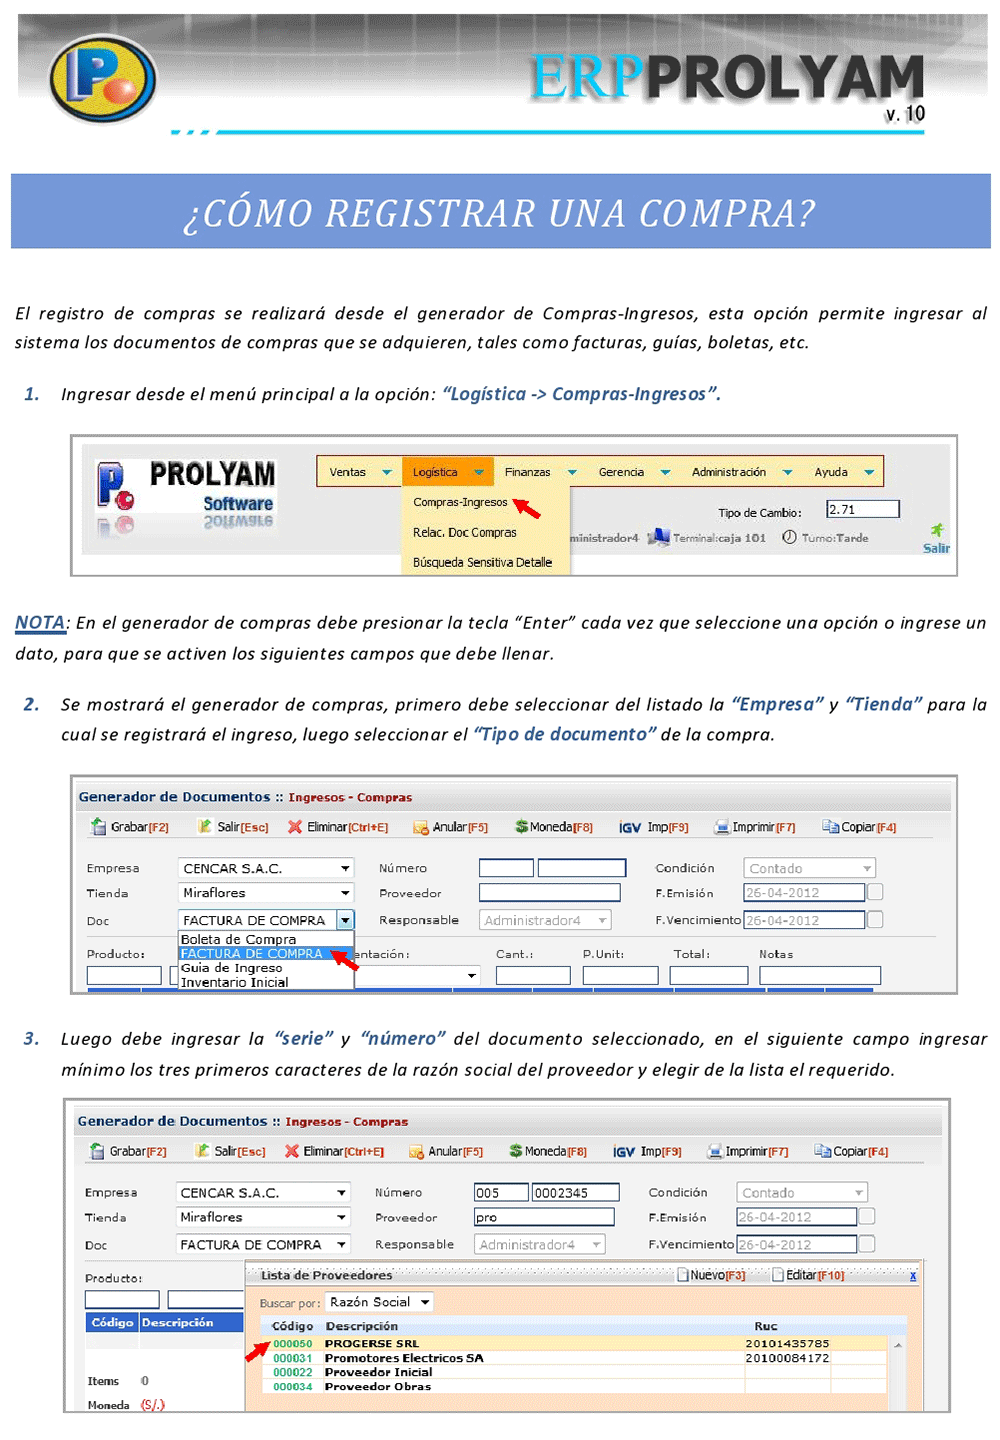 ERPPROLYAM
v. 10
¿CÓMO REGISTRAR UNA COMPRA?
El registro de compras se realizará desde el generador de Compras-Ingresos, esta opción permite ingresar al
sistema los documentos de compras que se adquieren, tales como facturas, guías, boletas, etc.
1. Ingresar desde el menú principal a la opción: “Logística -> Compras-Ingresos”.
PROLYAM
Software
Ventas Logística Finanzas Gerencia Administración Ayuda
Compras-Ingresos
Relac. Doc Compras
Búsqueda Sensitiva Detalle
Tipo de Cambio: 2.71
ministrador4 Terminal:caja 101 Turno:Tarde
Salir
NOTA: En el generador de compras debe presionar la tecla “Enter” cada vez que seleccione una opción o ingrese un
dato, para que se activen los siguientes campos que debe llenar.
2. Se mostrará el generador de compras, primero debe seleccionar del listado la “Empresa” y “Tienda” para la
cual se registrará el ingreso, luego seleccionar el “Tipo de documento” de la compra.
Generador de Documentos :: Ingresos - Compras
Grabar[F2] Salir[Esc] Eliminar[Ctrl+E] Anular[F5] Moneda[F8] IGV Imp[F9] Imprimir[F7] Copiar[F4]
Empresa CENCAR S.A.C. Número Condición Contado
Tienda Miraflores Proveedor F.Emisión 26-04-2012
Doc FACTURA DE COMPRA Responsable Administrador4 F.Vencimiento 26-04-2012
Boleta de Compra
FACTURA DE COMPRA
Guia de Ingreso
Inventario Inicial
Producto: entación: Cant.: P.Unit: Total: Notas
3. Luego debe ingresar la “serie” y “número” del documento seleccionado, en el siguiente campo ingresar
mínimo los tres primeros caracteres de la razón social del proveedor y elegir de la lista el requerido.
Generador de Documentos :: Ingresos - Compras
Grabar[F2] Salir[Esc] Eliminar[Ctrl+E] Anular[F5] Moneda[F8] IGV Imp[F9] Imprimir[F7] Copiar[F4]
Empresa CENCAR S.A.C. Número 005 0002345 Condición Contado
Tienda Miraflores Proveedor pro F.Emisión 26-04-2012
Doc FACTURA DE COMPRA Responsable Administrador4 F.Vencimiento 26-04-2012
Producto:
Código Descripción
Items 0
Moneda (S/.)
Lista de Proveedores Nuevo[F3] Editar[F10] x
Buscar por: Razón Social
Código Descripción Ruc
000050 PROGERSE SRL 20101435785
000031 Promotores Electricos SA 20100084172
000022 Proveedor Inicial
000034 Proveedor Obras